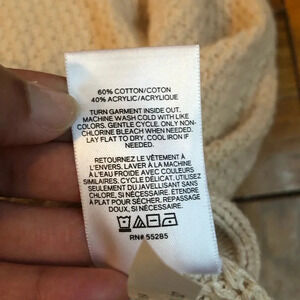 60% COTTON/COTON
40% ACRYLIC/ACRYLIQUE
TURN GARMENT INSIDE OUT.
MACHINE WASH COLD WITH LIKE
COLORS. GENTLE CYCLE. ONLY NON-
CHLORINE BLEACH WHEN NEEDED.
LAY FLAT TO DRY. COOL IRON IF
NEEDED.
RETOURNEZ LE VÊTEMENT À
L'ENVERS. LAVER À LA MACHINE
À L'EAU FROIDE AVEC COULEURS
SIMILAIRES. CYCLE DÉLICAT. SEULE-
MENT DU JAVELLISANT SANS
CHLORE, SI NÉCESSAIRE. ÉTENDRE
À PLAT POUR SÉCHER. REPASSAGE
DOUX, SI NÉCESSAIRE.
RN# 55285